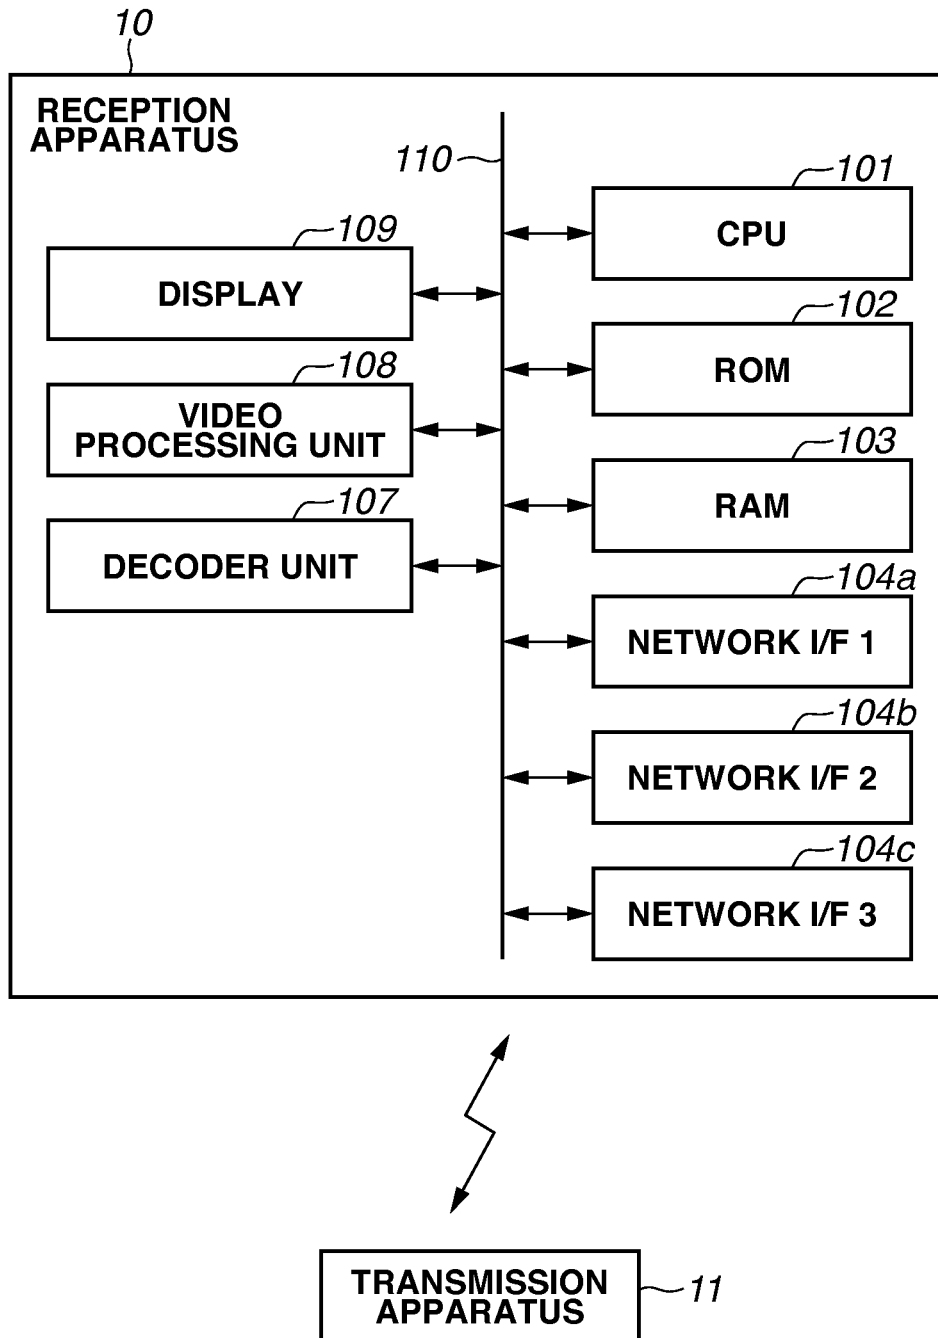 10
RECEPTION
APPARATUS
110
101
CPU
109
DISPLAY
102
ROM
108
VIDEO
PROCESSING UNIT
103
RAM
107
DECODER UNIT
104a
NETWORK I/F 1
104b
NETWORK I/F 2
104c
NETWORK I/F 3
TRANSMISSION
APPARATUS
11